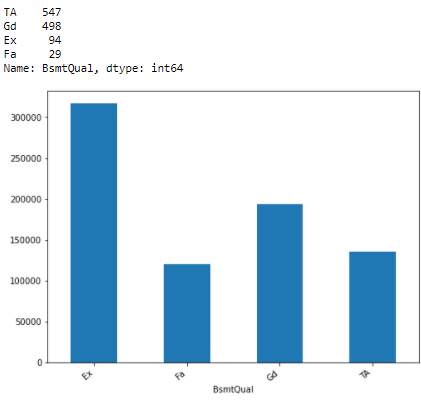 TA    547
Gd    498
Ex     94
Fa     29
Name: BsmtQual, dtype: int64
300000
250000
200000
150000
100000
50000
0
Ex Fa Gd TA
BsmtQual